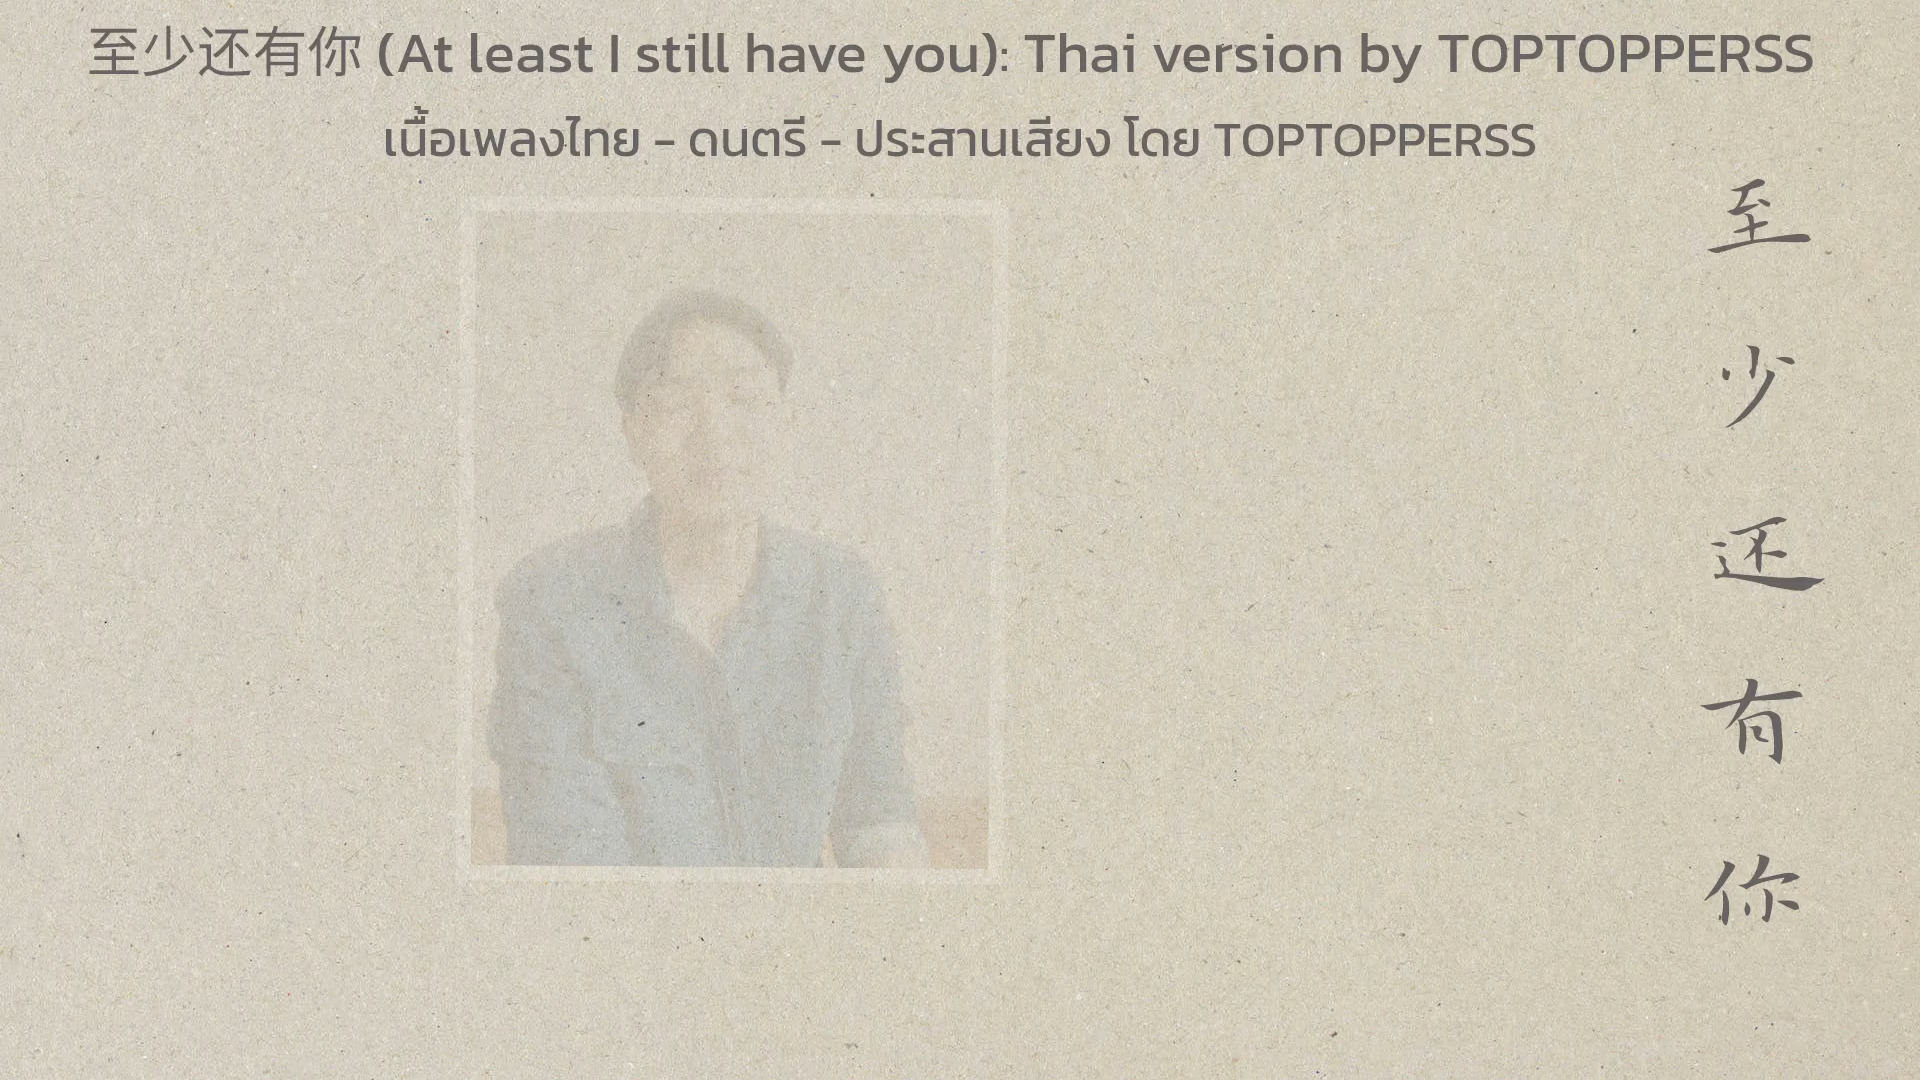 至少还有你 (At least I still have you): Thai version by TOPTOPPERSS
เนื้อเพลงไทย - ดนตรี - ประสานเสียง โดย TOPTOPPERSS
至
少
还
有
你